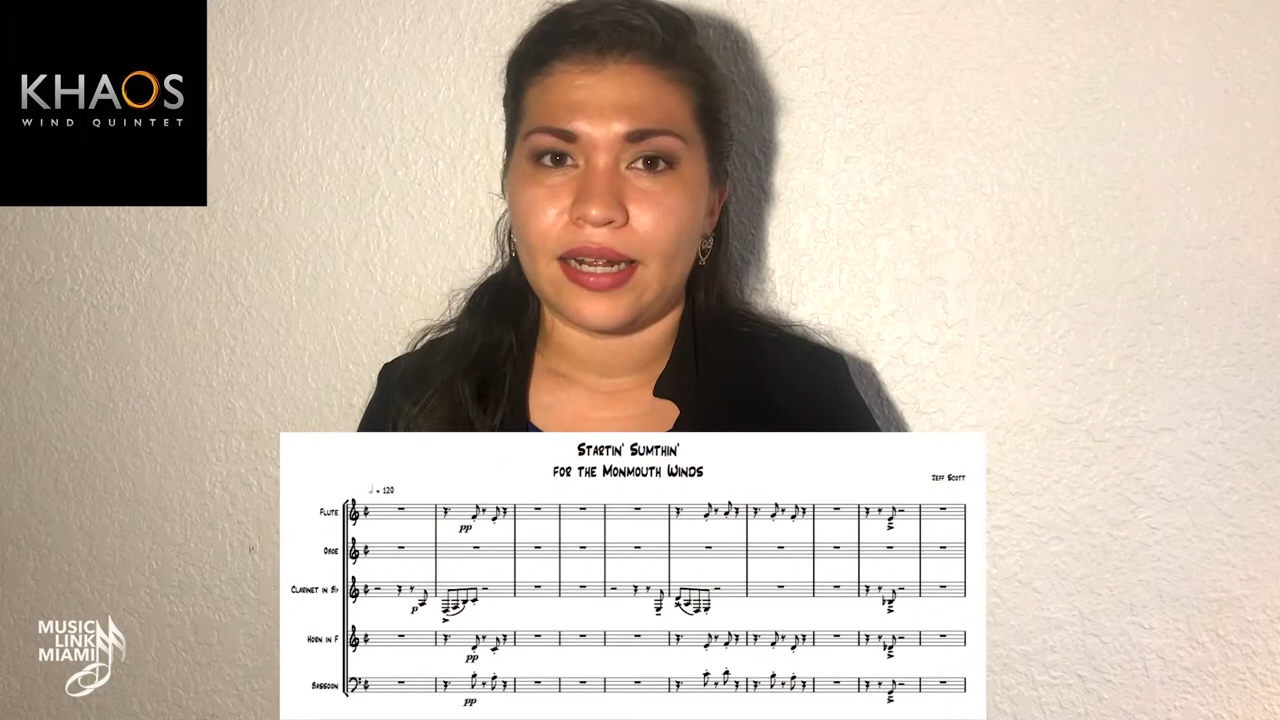 KHAOS
WIND QUINTET
Startin' Sumthin'
for the Monmouth Winds
Jeff Scott
= 120
Flute
pp
Oboe
Clarinet in B♭
p
Horn in F
pp
Bassoon
pp
MUSIC
LINK
MIAMI